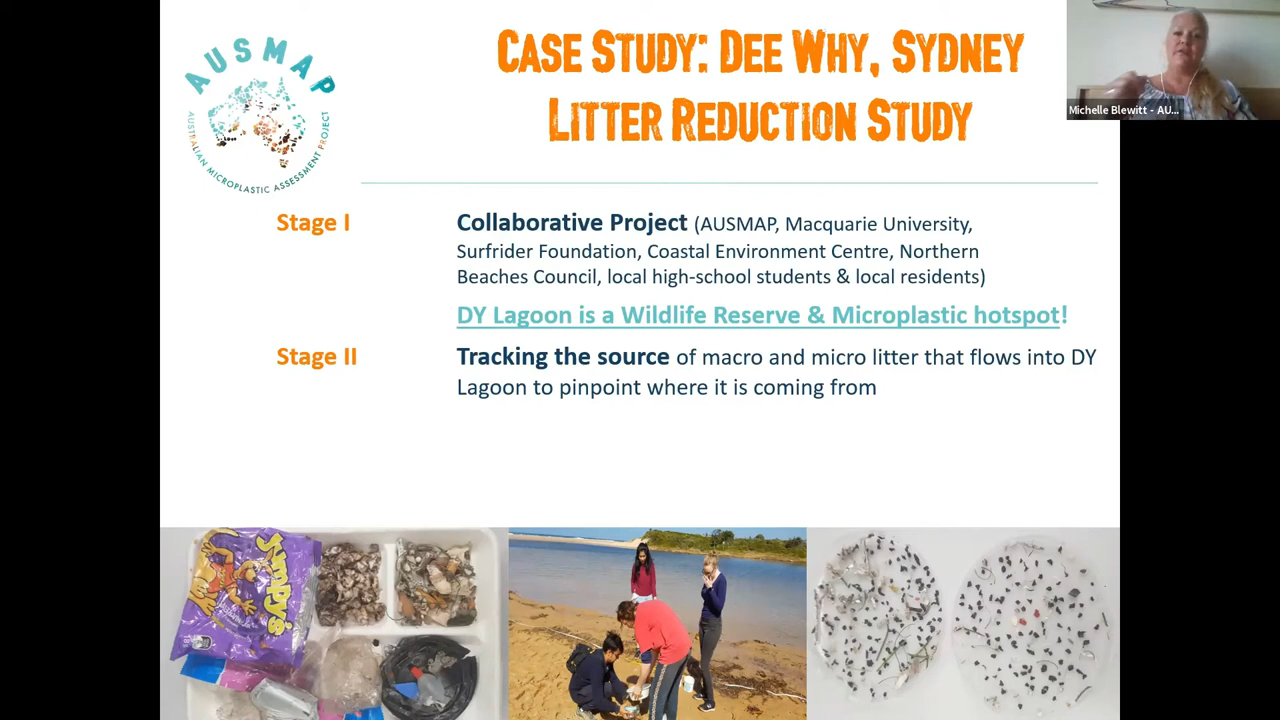 AUSMAP
AUSTRALIAN MICROPLASTIC ASSESSMENT PROJECT
CASE STUDY: DEE WHY, SYDNEY
LITTER REDUCTION STUDY
Michelle Blewitt - AU...
Stage I
Collaborative Project (AUSMAP, Macquarie University,
Surfrider Foundation, Coastal Environment Centre, Northern
Beaches Council, local high-school students & local residents)
DY Lagoon is a Wildlife Reserve & Microplastic hotspot!
Stage II
Tracking the source of macro and micro litter that flows into DY
Lagoon to pinpoint where it is coming from